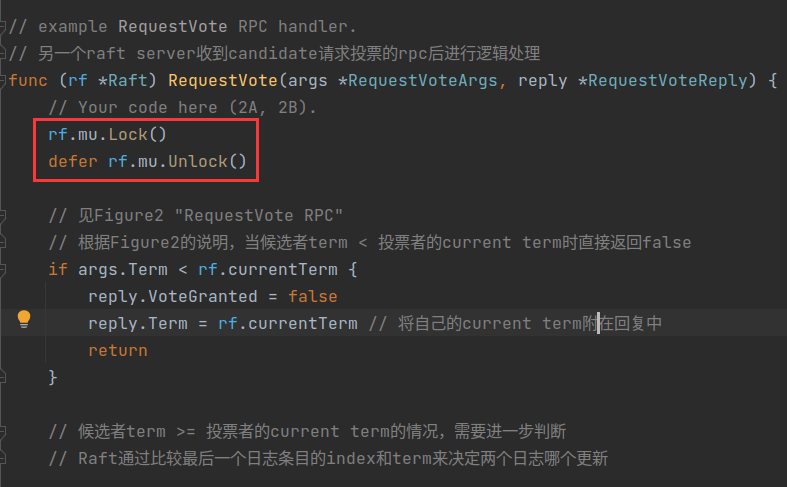 // example RequestVote RPC handler.
// 另一个raft server收到candidate请求投票的rpc后进行逻辑处理
func (rf *Raft) RequestVote(args *RequestVoteArgs, reply *RequestVoteReply) {
// Your code here (2A, 2B).
rf.mu.Lock()
defer rf.mu.Unlock()
// 见Figure2 "RequestVote RPC"
// 根据Figure2的说明，当候选者term < 投票者的current term时直接返回false
if args.Term < rf.currentTerm {
reply.VoteGranted = false
reply.Term = rf.currentTerm // 将自己的current term附在回复中
return
}
// 候选者term >= 投票者的current term的情况，需要进一步判断
// Raft通过比较最后一个日志条目的index和term来决定两个日志哪个更新